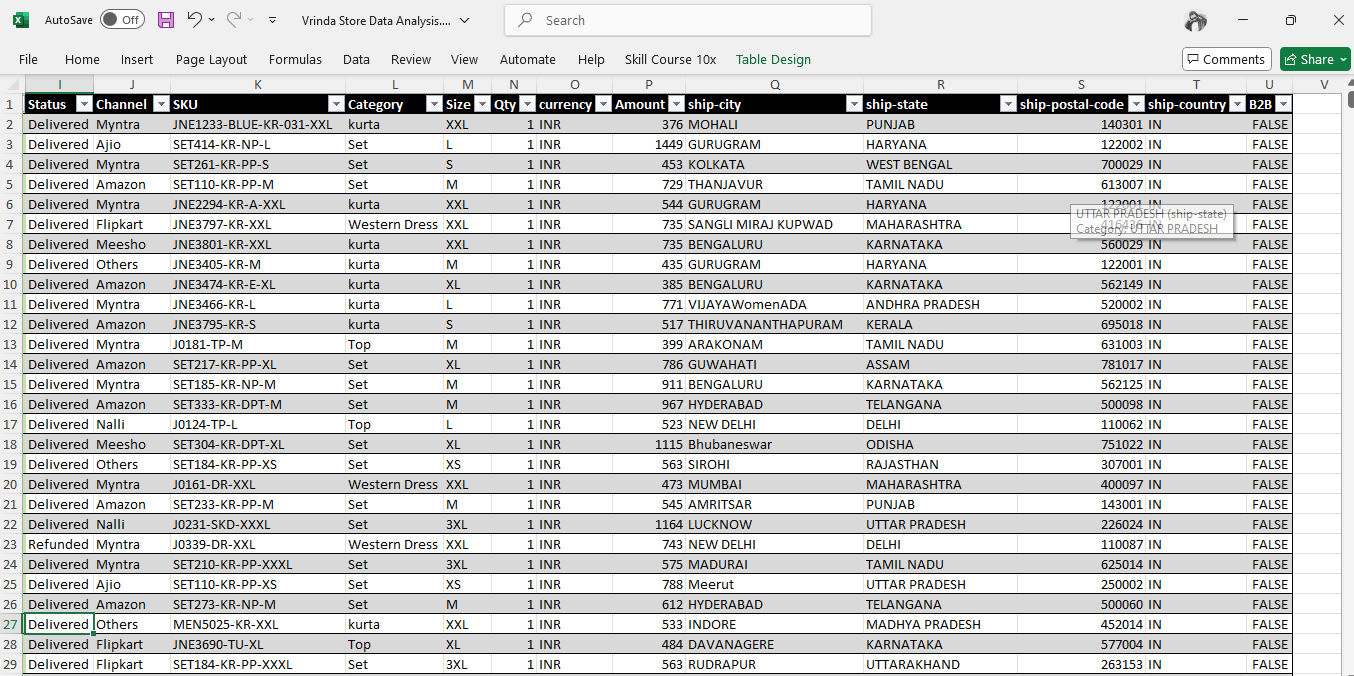 AutoSave Off Vrinda Store Data Analysis.... Search
File Home Insert Page Layout Formulas Data Review View Automate Help Skill Course 10x Table Design Comments Share
I J K L M N O P Q R S T U V
1 Status Channel SKU Category Size Qty currency Amount ship-city ship-state ship-postal-code ship-country B2B
2 Delivered Myntra JNE1233-BLUE-KR-031-XXL kurta XXL 1 INR 376 MOHALI PUNJAB 140301 IN FALSE
3 Delivered Ajio SET414-KR-NP-L Set L 1 INR 1449 GURUGRAM HARYANA 122002 IN FALSE
4 Delivered Myntra SET261-KR-PP-S Set S 1 INR 453 KOLKATA WEST BENGAL 700029 IN FALSE
5 Delivered Amazon SET110-KR-PP-M Set M 1 INR 729 THANJAVUR TAMIL NADU 613007 IN FALSE
6 Delivered Myntra JNE2294-KR-A-XXL kurta XXL 1 INR 544 GURUGRAM HARYANA 122001 IN FALSE
UTTAR PRADESH (ship-state)
7 Delivered Flipkart JNE3797-KR-XXL Western Dress XXL 1 INR 735 SANGLI MIRAJ KUPWAD MAHARASHTRA 416436 IN FALSE
Category: UTTAR PRADESH
8 Delivered Meesho JNE3801-KR-XXL kurta XXL 1 INR 735 BENGALURU KARNATAKA 560029 IN FALSE
9 Delivered Others JNE3405-KR-M kurta M 1 INR 435 GURUGRAM HARYANA 122001 IN FALSE
10 Delivered Amazon JNE3474-KR-E-XL kurta XL 1 INR 385 BENGALURU KARNATAKA 562149 IN FALSE
11 Delivered Myntra JNE3466-KR-L kurta L 1 INR 771 VIJAYAWomenADA ANDHRA PRADESH 520002 IN FALSE
12 Delivered Amazon JNE3795-KR-S kurta S 1 INR 517 THIRUVANANTHAPURAM KERALA 695018 IN FALSE
13 Delivered Myntra J0181-TP-M Top M 1 INR 399 ARAKONAM TAMIL NADU 631003 IN FALSE
14 Delivered Amazon SET217-KR-PP-XL Set XL 1 INR 786 GUWAHATI ASSAM 781017 IN FALSE
15 Delivered Myntra SET185-KR-NP-M Set M 1 INR 911 BENGALURU KARNATAKA 562125 IN FALSE
16 Delivered Amazon SET333-KR-DPT-M Set M 1 INR 967 HYDERABAD TELANGANA 500098 IN FALSE
17 Delivered Nalli J0124-TP-L Top L 1 INR 523 NEW DELHI DELHI 110062 IN FALSE
18 Delivered Meesho SET304-KR-DPT-XL Set XL 1 INR 1115 Bhubaneswar ODISHA 751022 IN FALSE
19 Delivered Others SET184-KR-PP-XS Set XS 1 INR 563 SIROHI RAJASTHAN 307001 IN FALSE
20 Delivered Myntra J0161-DR-XXL Western Dress XXL 1 INR 473 MUMBAI MAHARASHTRA 400097 IN FALSE
21 Delivered Amazon SET233-KR-PP-M Set M 1 INR 545 AMRITSAR PUNJAB 143001 IN FALSE
22 Delivered Nalli J0231-SKD-XXXL Set 3XL 1 INR 1164 LUCKNOW UTTAR PRADESH 226024 IN FALSE
23 Refunded Myntra J0339-DR-XXL Western Dress XXL 1 INR 743 NEW DELHI DELHI 110087 IN FALSE
24 Delivered Myntra SET210-KR-PP-XXXL Set 3XL 1 INR 575 MADURAI TAMIL NADU 625014 IN FALSE
25 Delivered Ajio SET110-KR-PP-XS Set XS 1 INR 788 Meerut UTTAR PRADESH 250002 IN FALSE
26 Delivered Amazon SET273-KR-NP-M Set M 1 INR 612 HYDERABAD TELANGANA 500060 IN FALSE
27 Delivered Others MEN5025-KR-XXL kurta XXL 1 INR 533 INDORE MADHYA PRADESH 452014 IN FALSE
28 Delivered Flipkart JNE3690-TU-XL Top XL 1 INR 484 DAVANAGERE KARNATAKA 577004 IN FALSE
29 Delivered Flipkart SET184-KR-PP-XXXL Set 3XL 1 INR 563 RUDRAPUR UTTARAKHAND 263153 IN FALSE